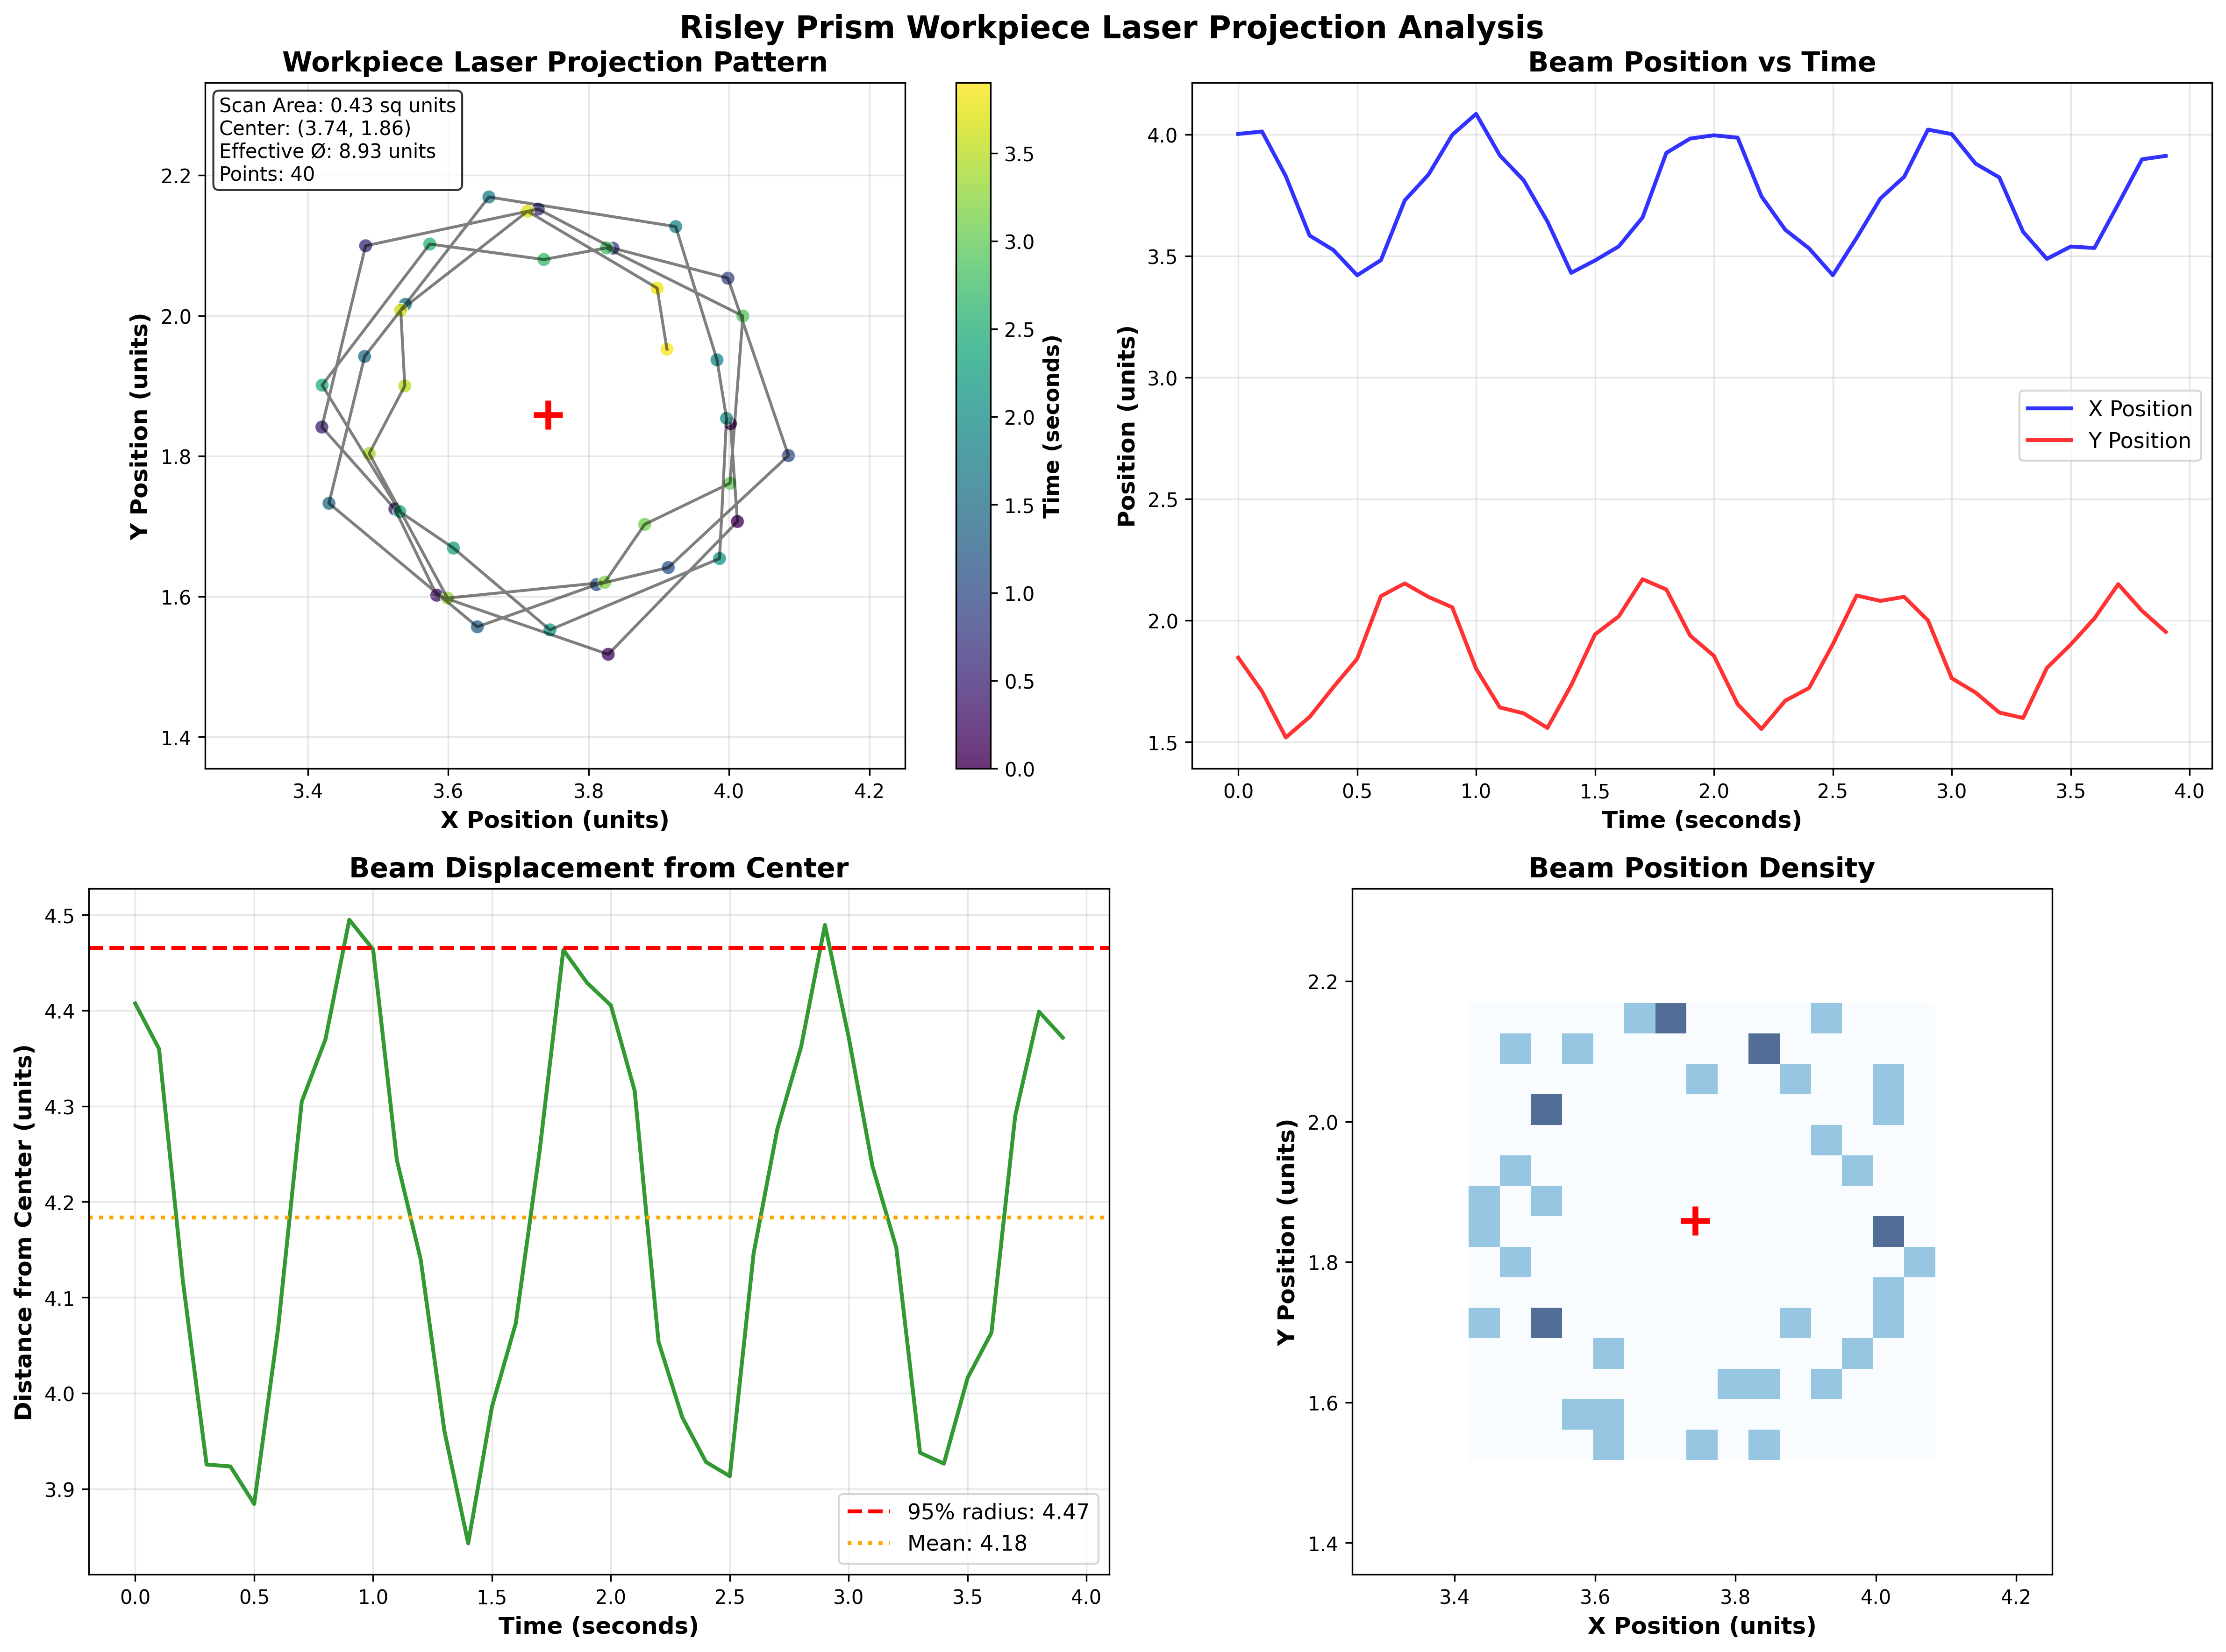 Risley Prism Workpiece Laser Projection Analysis
Workpiece Laser Projection Pattern
Scan Area: 0.43 sq units
Center: (3.74, 1.86)
Effective Ø: 8.93 units
Points: 40
2.2
2.0
1.8
1.6
1.4
Y Position (units)
3.4 3.6 3.8 4.0 4.2
X Position (units)
3.5
3.0
2.5
2.0
1.5
1.0
0.5
0.0
Time (seconds)
Beam Position vs Time
4.0
3.5
3.0
2.5
2.0
1.5
Position (units)
X Position
Y Position
0.0 0.5 1.0 1.5 2.0 2.5 3.0 3.5 4.0
Time (seconds)
Beam Displacement from Center
4.5
4.4
4.3
4.2
4.1
4.0
3.9
Distance from Center (units)
95% radius: 4.47
Mean: 4.18
0.0 0.5 1.0 1.5 2.0 2.5 3.0 3.5 4.0
Time (seconds)
Beam Position Density
2.2
2.0
1.8
1.6
1.4
Y Position (units)
3.4 3.6 3.8 4.0 4.2
X Position (units)